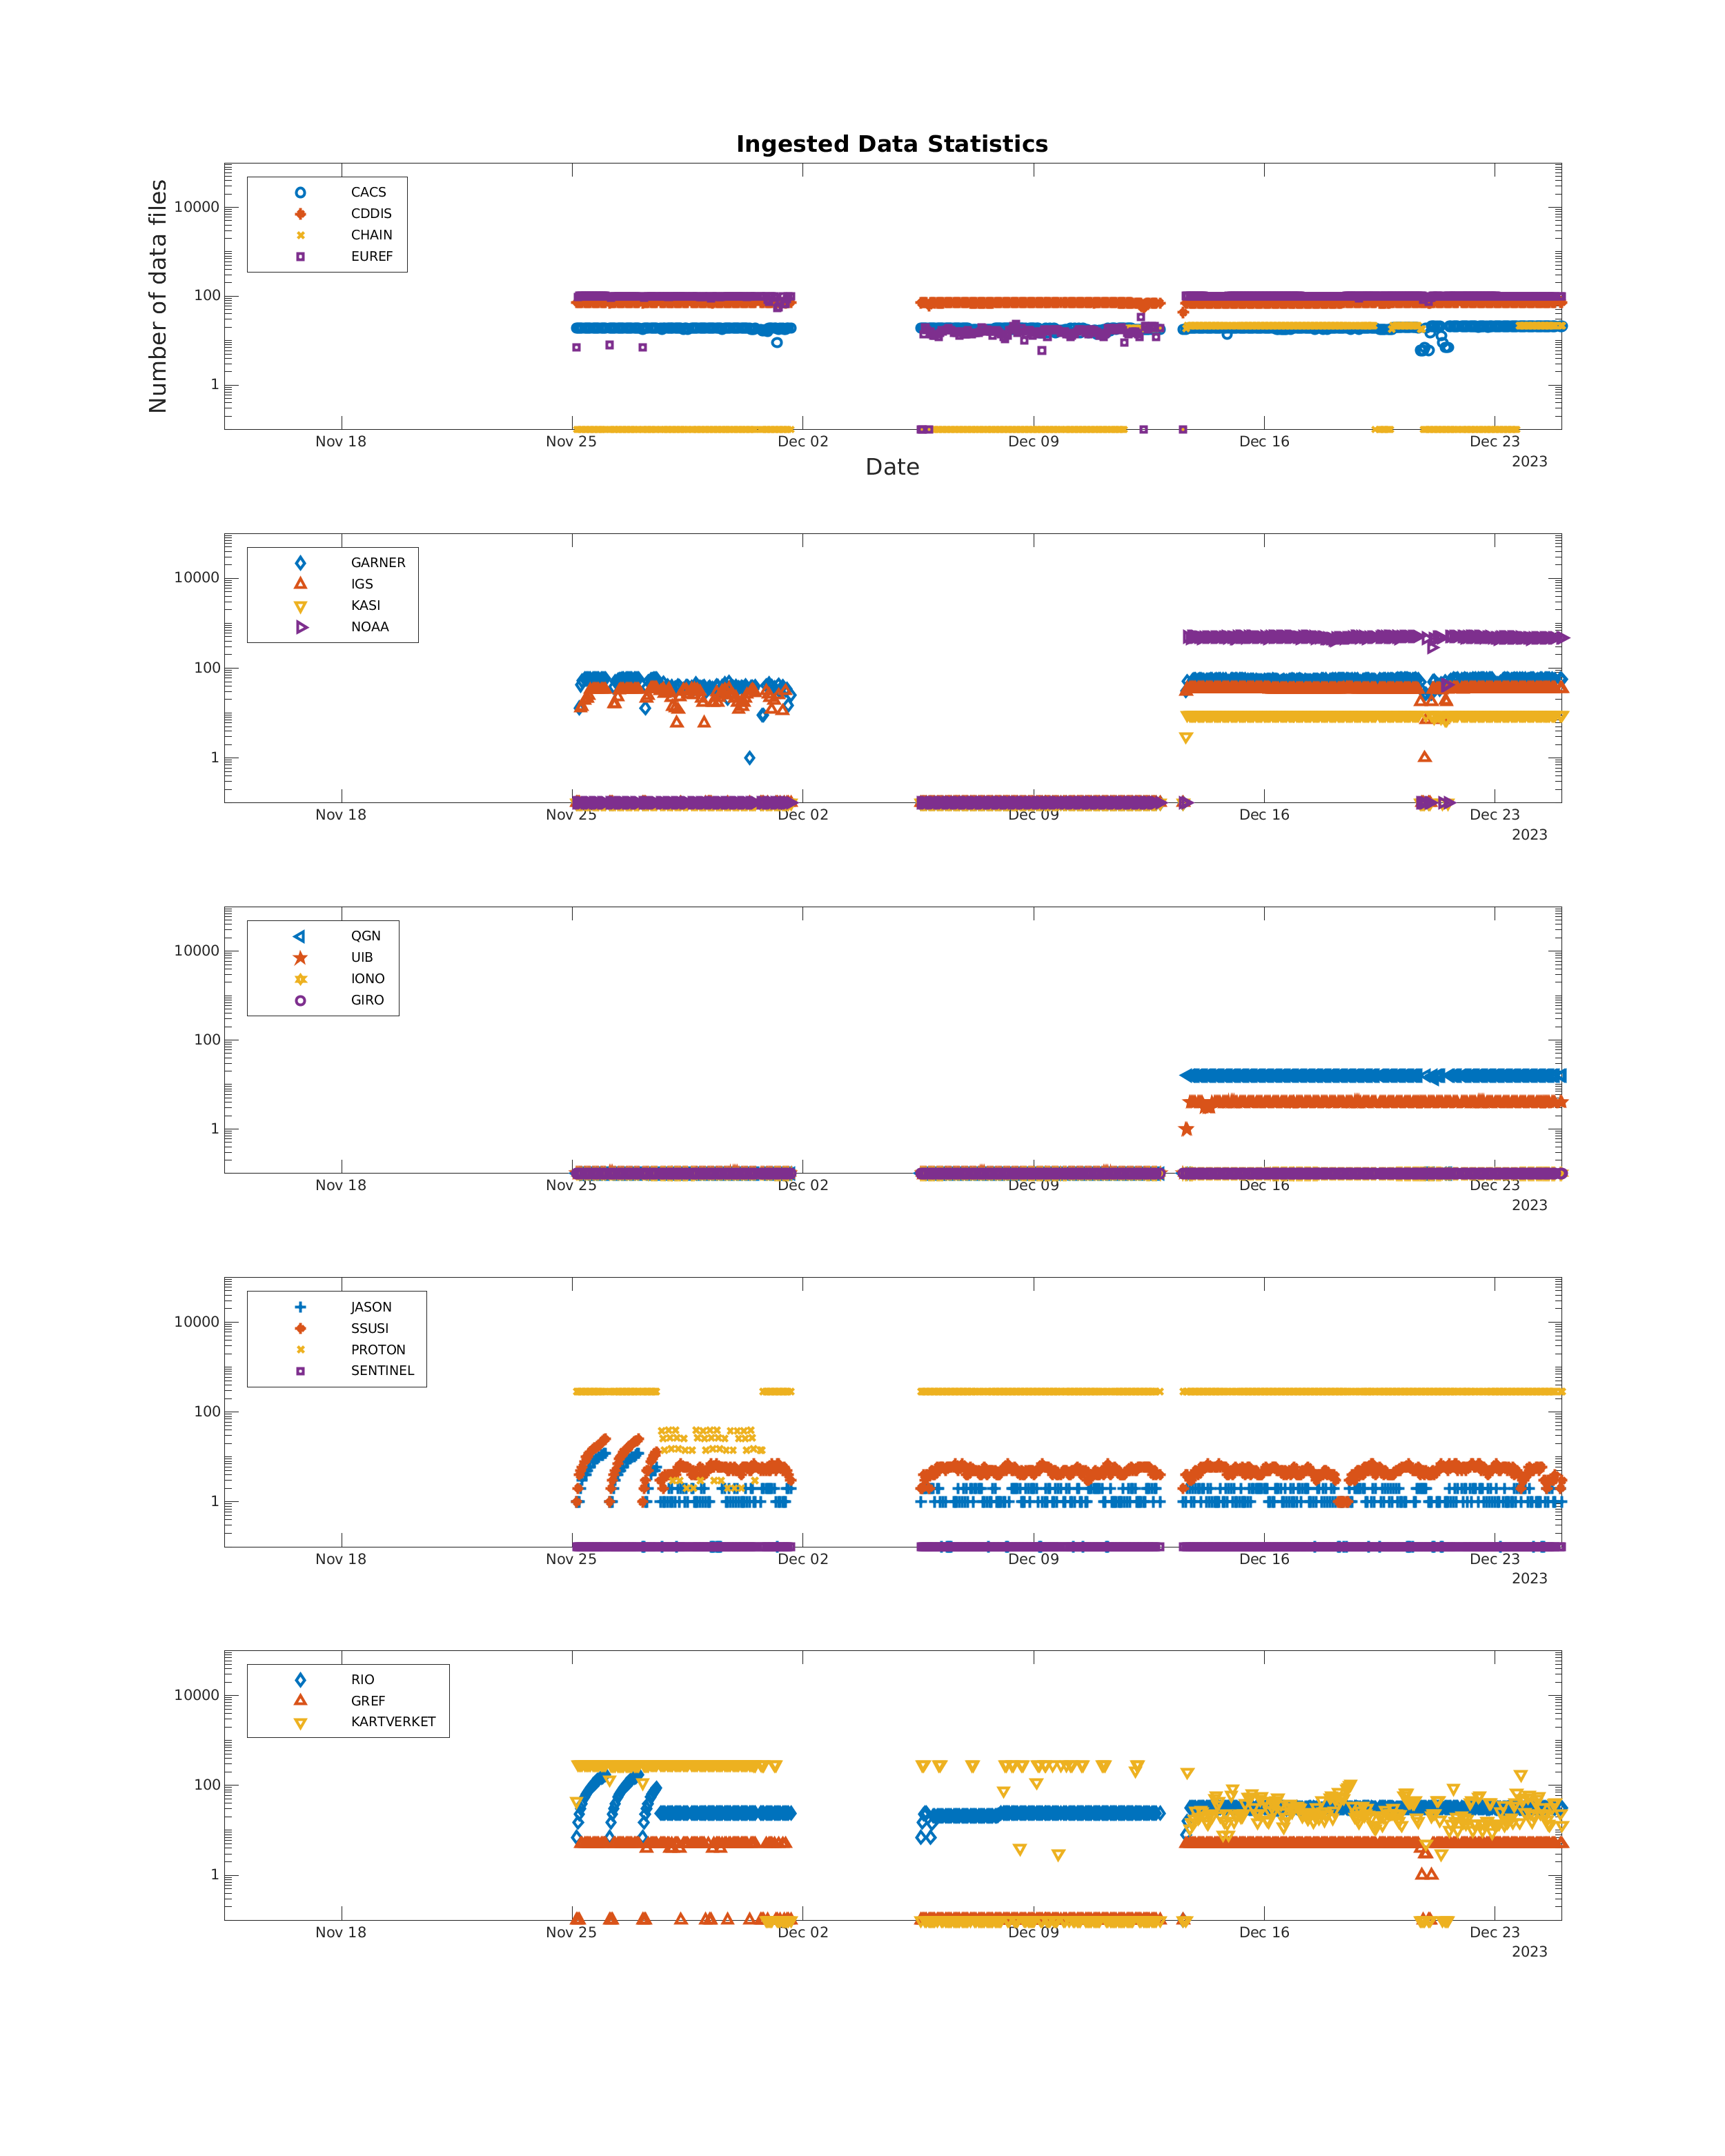 Ingested Data Statistics
Number of data files
10000
100
1
CACS
CDDIS
CHAIN
EUREF
Nov 18
Nov 25
Dec 02
Dec 09
Dec 16
Dec 23
2023
Date
10000
100
1
GARNER
IGS
KASI
NOAA
Nov 18
Nov 25
Dec 02
Dec 09
Dec 16
Dec 23
2023
10000
100
1
QGN
UIB
IONO
GIRO
Nov 18
Nov 25
Dec 02
Dec 09
Dec 16
Dec 23
2023
10000
100
1
JASON
SSUSI
PROTON
SENTINEL
Nov 18
Nov 25
Dec 02
Dec 09
Dec 16
Dec 23
2023
10000
100
1
RIO
GREF
KARTVERKET
Nov 18
Nov 25
Dec 02
Dec 09
Dec 16
Dec 23
2023